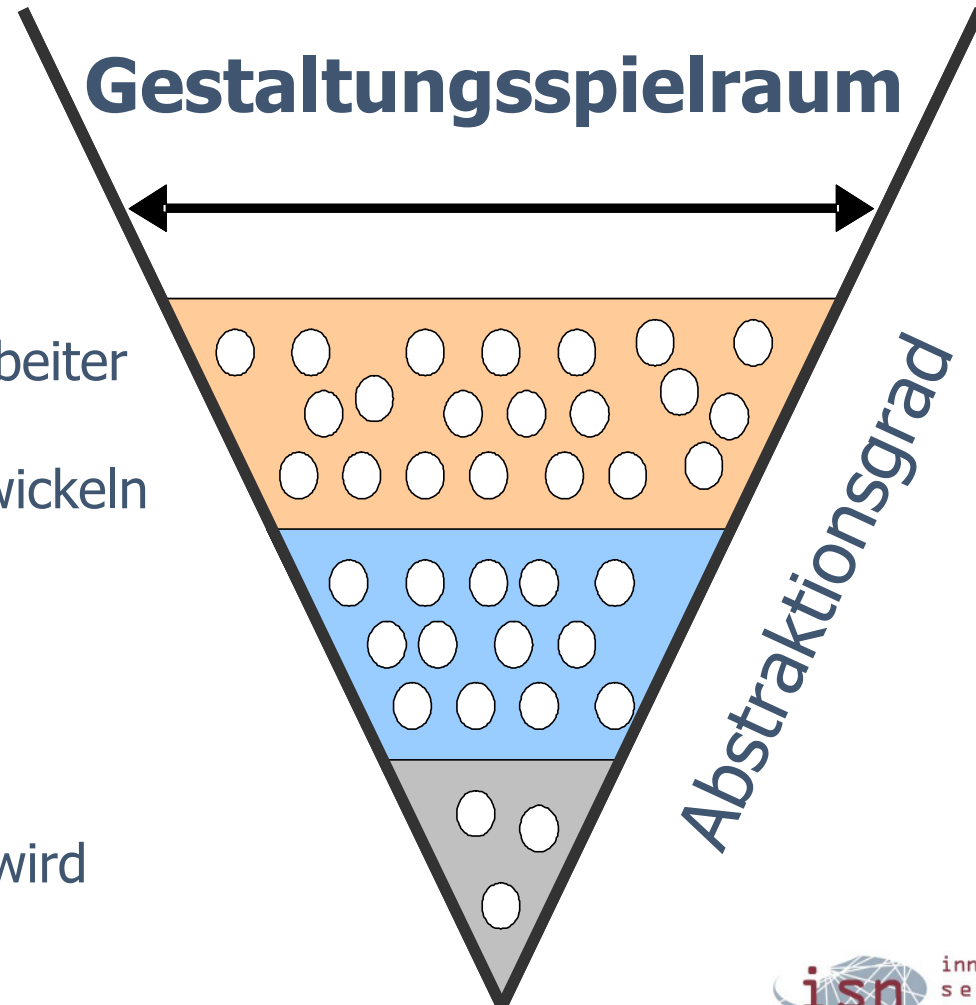 Gestaltungsspielraum
beiter
wickeln
Abstraktionsgrad
wird
isn
inn
se